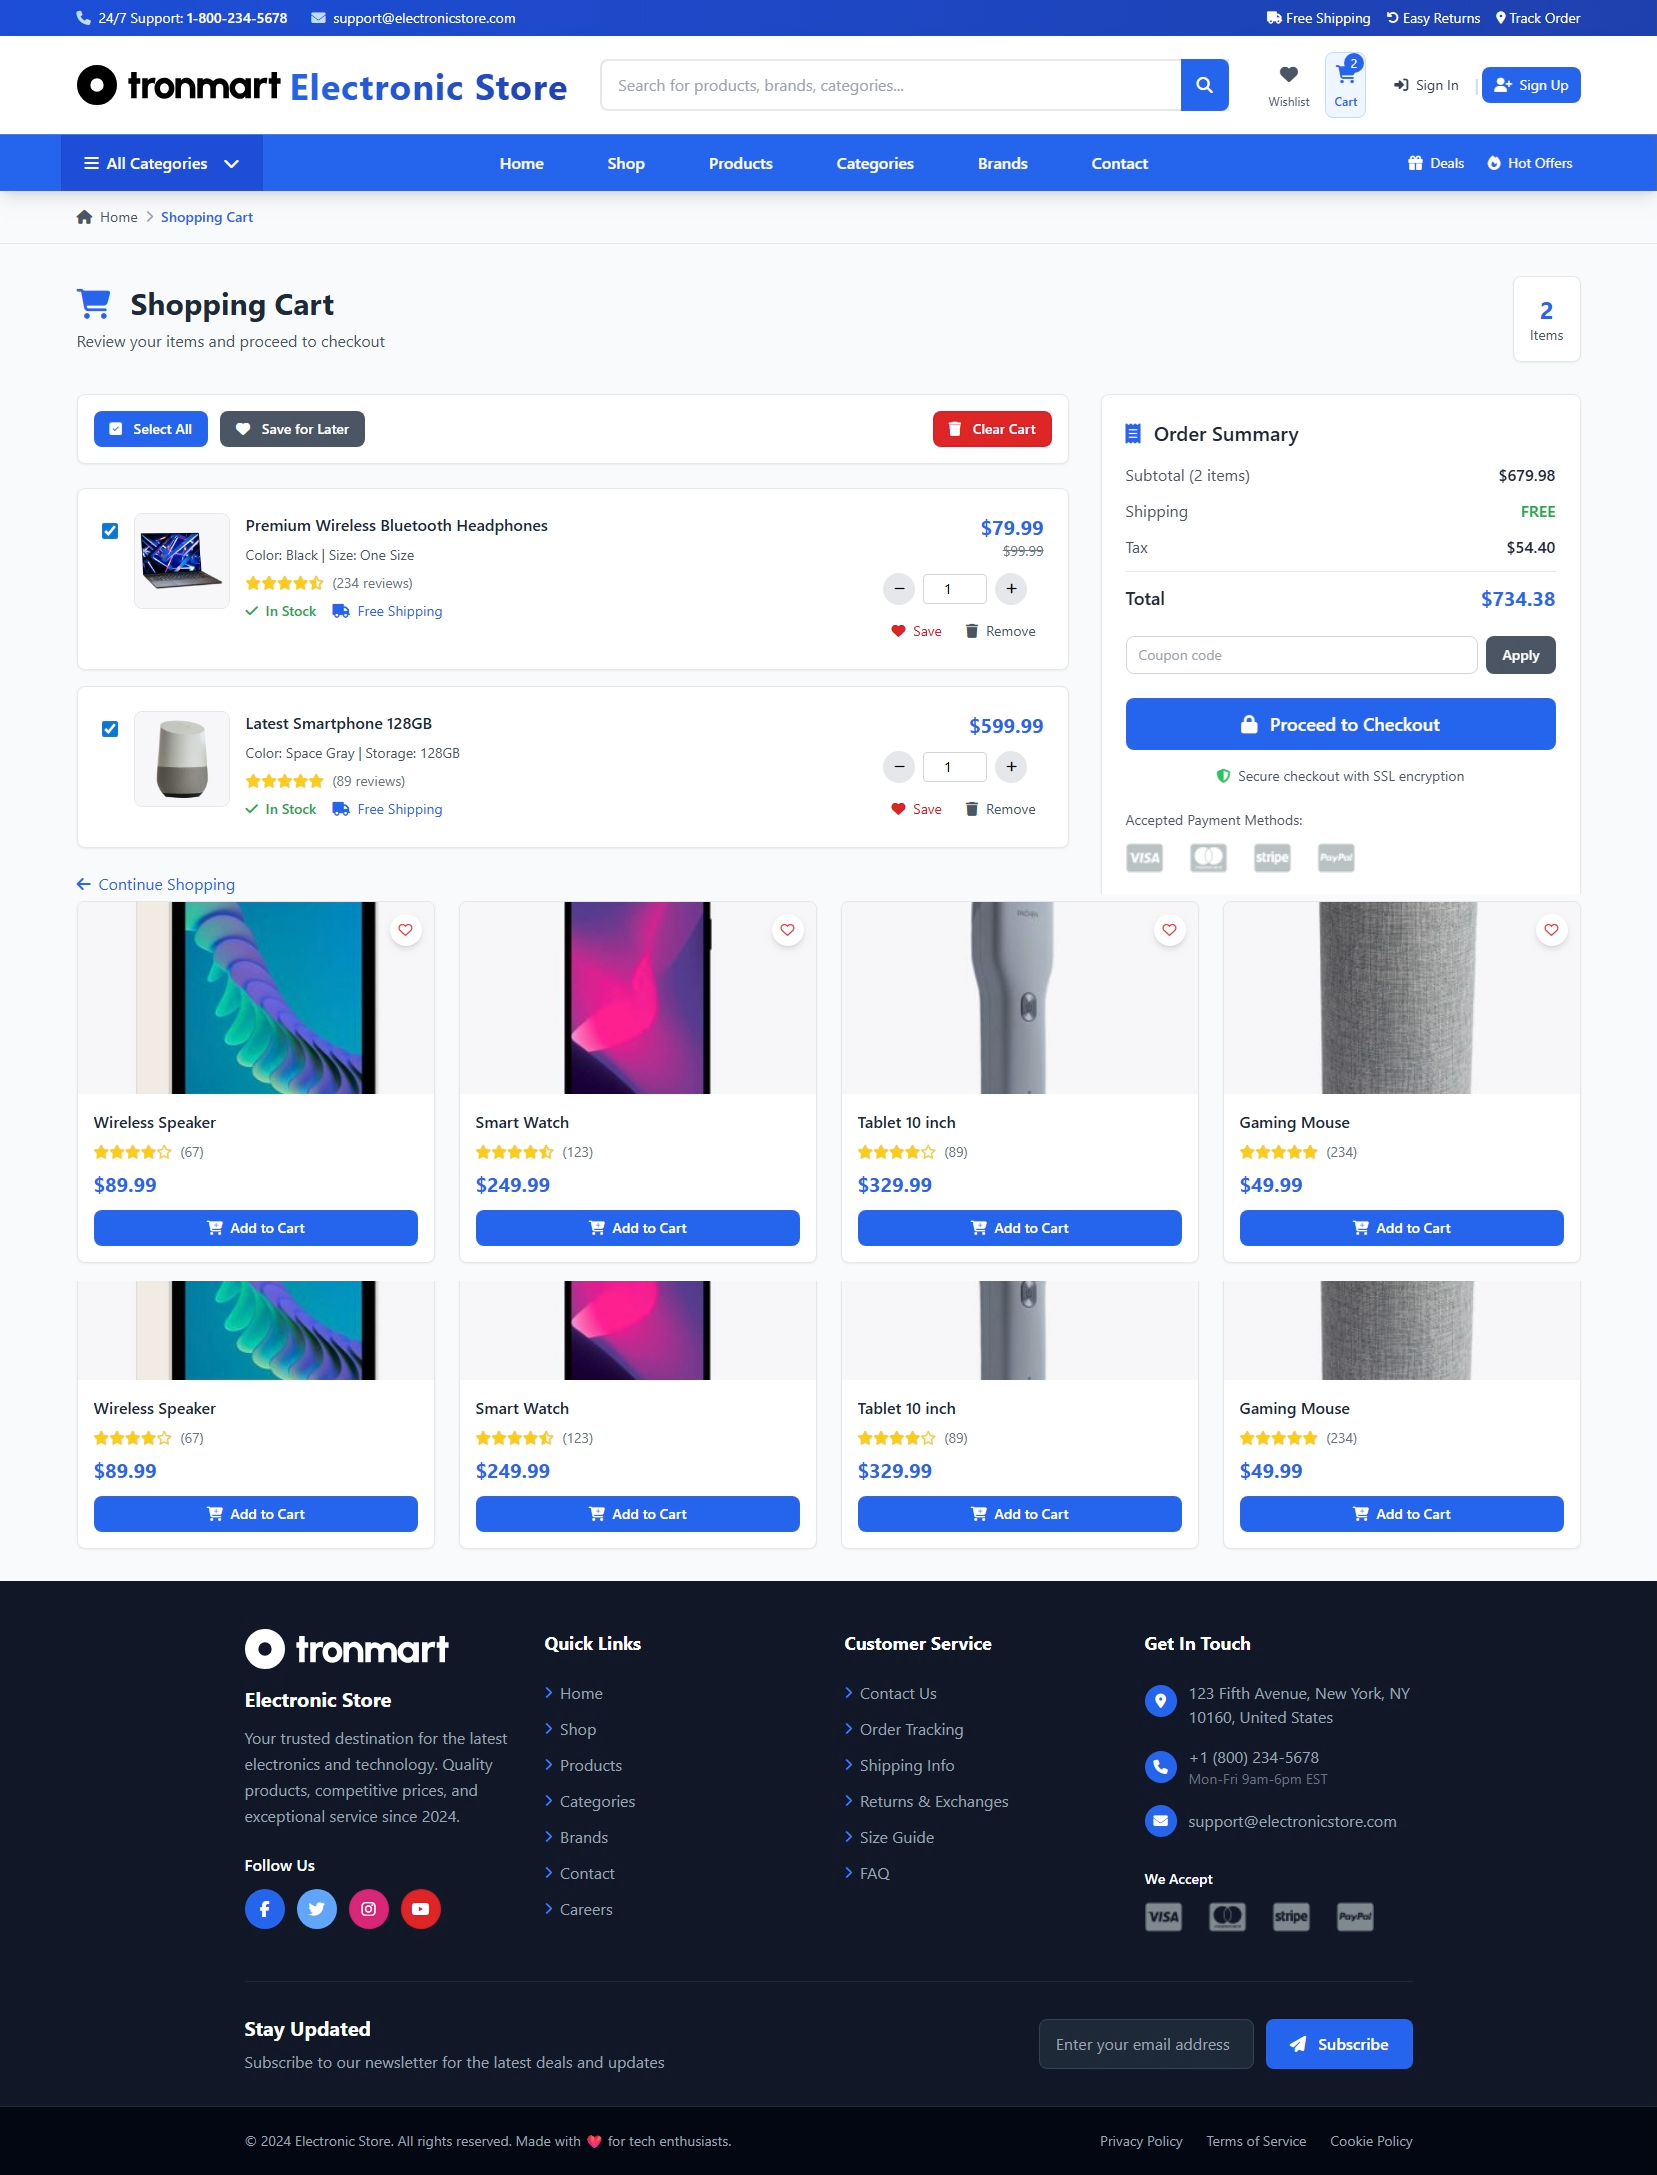 24/7 Support: 1-800-234-5678 support@electronicstore.com Free Shipping Easy Returns Track Order
tronmart Electronic Store Search for products, brands, categories... Wishlist 2 Cart Sign In | Sign Up
All Categories Home Shop Products Categories Brands Contact Deals Hot Offers
Home Shopping Cart
Shopping Cart
Review your items and proceed to checkout
2
Items
Select All Save for Later Clear Cart
Premium Wireless Bluetooth Headphones $79.99
Color: Black | Size: One Size $99.99
(234 reviews) 1
In Stock Free Shipping
Save Remove
Latest Smartphone 128GB $599.99
Color: Space Gray | Storage: 128GB
(89 reviews) 1
In Stock Free Shipping
Save Remove
Continue Shopping
Order Summary
Subtotal (2 items) $679.98
Shipping FREE
Tax $54.40
Total $734.38
Coupon code Apply
Proceed to Checkout
Secure checkout with SSL encryption
Accepted Payment Methods:
VISA stripe PayPal
Wireless Speaker Smart Watch Tablet 10 inch Gaming Mouse
(67) (123) (89) (234)
$89.99 $249.99 $329.99 $49.99
Add to Cart Add to Cart Add to Cart Add to Cart
Wireless Speaker Smart Watch Tablet 10 inch Gaming Mouse
(67) (123) (89) (234)
$89.99 $249.99 $329.99 $49.99
Add to Cart Add to Cart Add to Cart Add to Cart
tronmart
Electronic Store
Your trusted destination for the latest
electronics and technology. Quality
products, competitive prices, and
exceptional service since 2024.
Follow Us
Quick Links
Home
Shop
Products
Categories
Brands
Contact
Careers
Customer Service
Contact Us
Order Tracking
Shipping Info
Returns & Exchanges
Size Guide
FAQ
Get In Touch
123 Fifth Avenue, New York, NY
10160, United States
+1 (800) 234-5678
Mon-Fri 9am-6pm EST
support@electronicstore.com
We Accept
VISA stripe PayPal
Stay Updated
Subscribe to our newsletter for the latest deals and updates
Enter your email address Subscribe
© 2024 Electronic Store. All rights reserved. Made with 💗 for tech enthusiasts. Privacy Policy Terms of Service Cookie Policy